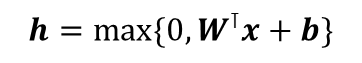 h = max{0, W⊤x + b}